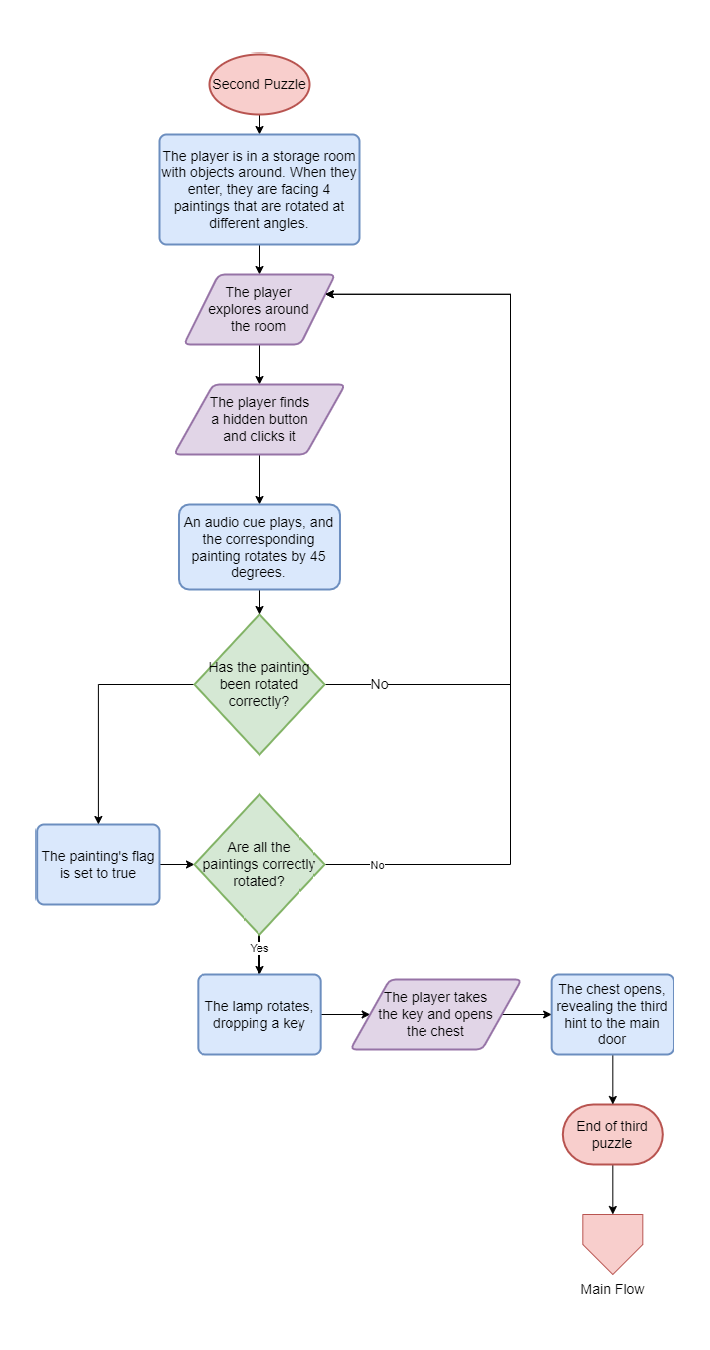 Second Puzzle
The player is in a storage room
with objects around. When they
enter, they are facing 4
paintings that are rotated at
different angles.
The player
explores around
the room
The player finds
a hidden button
and clicks it
An audio cue plays, and
the corresponding
painting rotates by 45
degrees.
Has the painting
been rotated
correctly?
No
The painting's flag
is set to true
Are all the
paintings correctly
rotated?
No
Yes
The lamp rotates,
dropping a key
The player takes
the key and opens
the chest
The chest opens,
revealing the third
hint to the main
door
End of third
puzzle
Main Flow